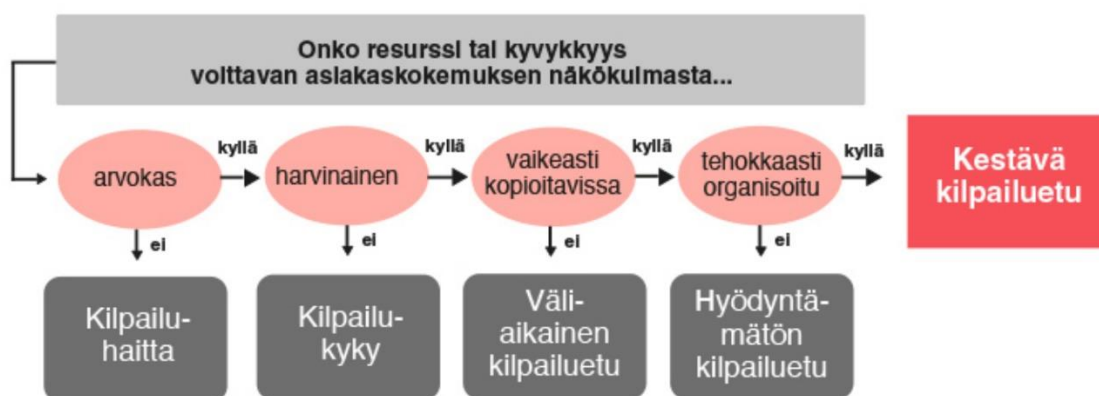 Onko resurssi tai kyvykkyys
voittavan asiakaskokemuksen näkökulmasta...
arvokas
kyllä
harvinainen
kyllä
vaikeasti
kopioitavissa
kyllä
tehokkaasti
organisoitu
kyllä
Kestävä
kilpailuetu
ei
ei
ei
ei
Kilpailu-
haitta
Kilpailu-
kyky
Väli-
aikainen
kilpailuetu
Hyödyntä-
mätön
kilpailuetu